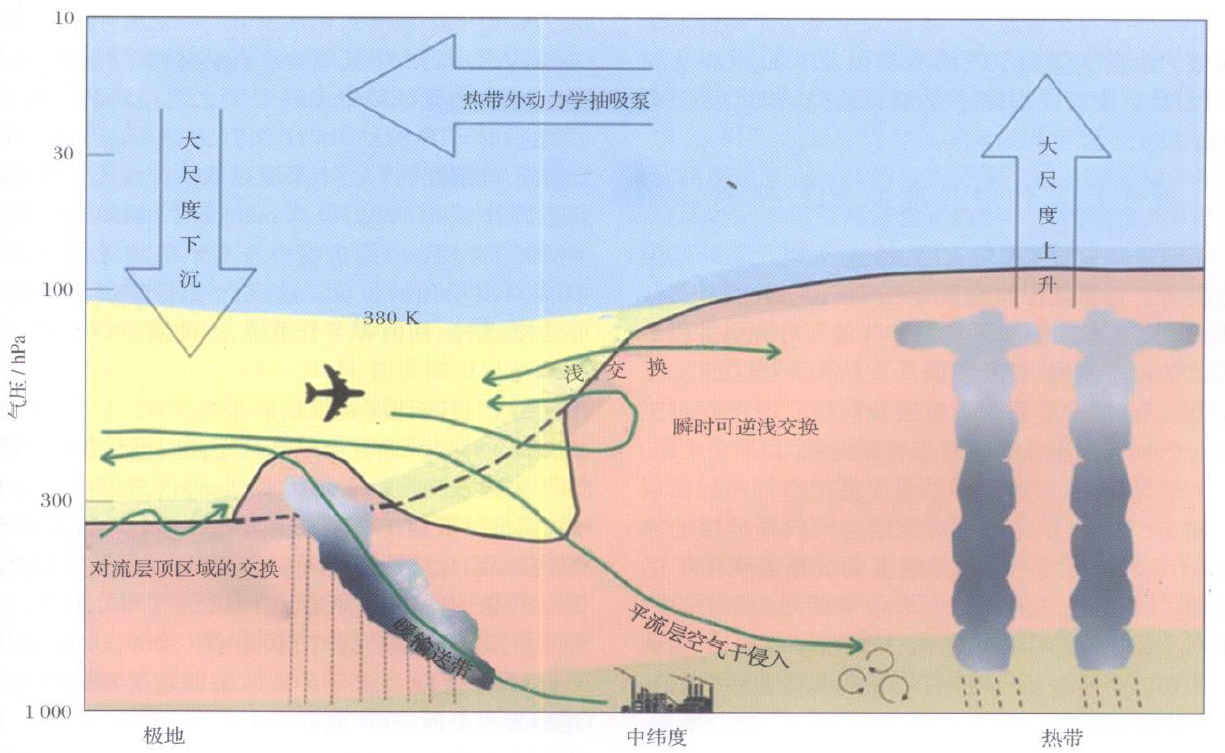 10
30
100
300
1 000
气压 / hPa
热带外动力学抽吸泵
大尺度下沉
大尺度上升
380 K
浅 交 换
瞬时可逆浅交换
对流层顶区域的交换
暖输送带
平流层空气干侵入
极地
中纬度
热带